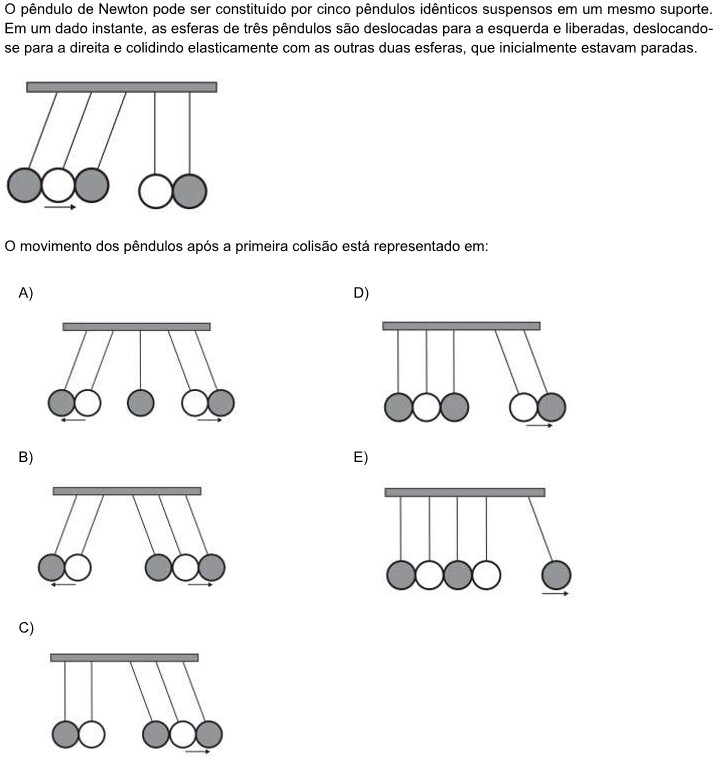 O pêndulo de Newton pode ser constituído por cinco pêndulos idênticos suspensos em um mesmo suporte.
Em um dado instante, as esferas de três pêndulos são deslocadas para a esquerda e liberadas, deslocando-
se para a direita e colidindo elasticamente com as outras duas esferas, que inicialmente estavam paradas.
O movimento dos pêndulos após a primeira colisão está representado em:
A)
D)
B)
E)
C)